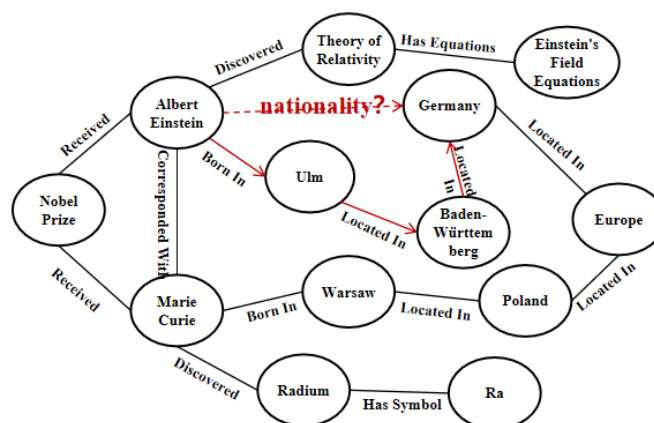 Theory of
Relativity
Has Equations
Einstein's
Field
Equations
Discovered
Albert
Einstein
nationality?
Germany
Received
Corresponded With
Born In
Ulm
Located In
Located
In
Located In
Nobel
Prize
Baden-
Württem
berg
Europe
Received
Marie
Curie
Born In
Warsaw
Located In
Poland
Located In
Discovered
Radium
Has Symbol
Ra